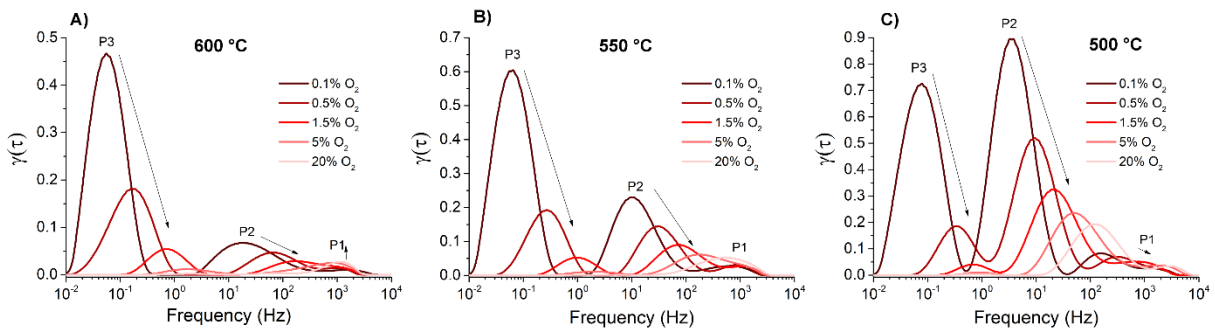 A)
600 °C
P3
P2
P1
0.1% O₂
0.5% O₂
1.5% O₂
5% O₂
20% O₂
γ(τ)
0.5
0.4
0.3
0.2
0.1
0.0
10⁻² 10⁻¹ 10⁰ 10¹ 10² 10³ 10⁴
Frequency (Hz)
B)
550 °C
P3
P2
P1
0.1% O₂
0.5% O₂
1.5% O₂
5% O₂
20% O₂
γ(τ)
0.7
0.6
0.5
0.4
0.3
0.2
0.1
0.0
10⁻² 10⁻¹ 10⁰ 10¹ 10² 10³ 10⁴
Frequency (Hz)
C)
500 °C
P2
P3
P1
0.1% O₂
0.5% O₂
1.5% O₂
5% O₂
20% O₂
γ(τ)
0.9
0.8
0.7
0.6
0.5
0.4
0.3
0.2
0.1
0.0
10⁻² 10⁻¹ 10⁰ 10¹ 10² 10³ 10⁴
Frequency (Hz)